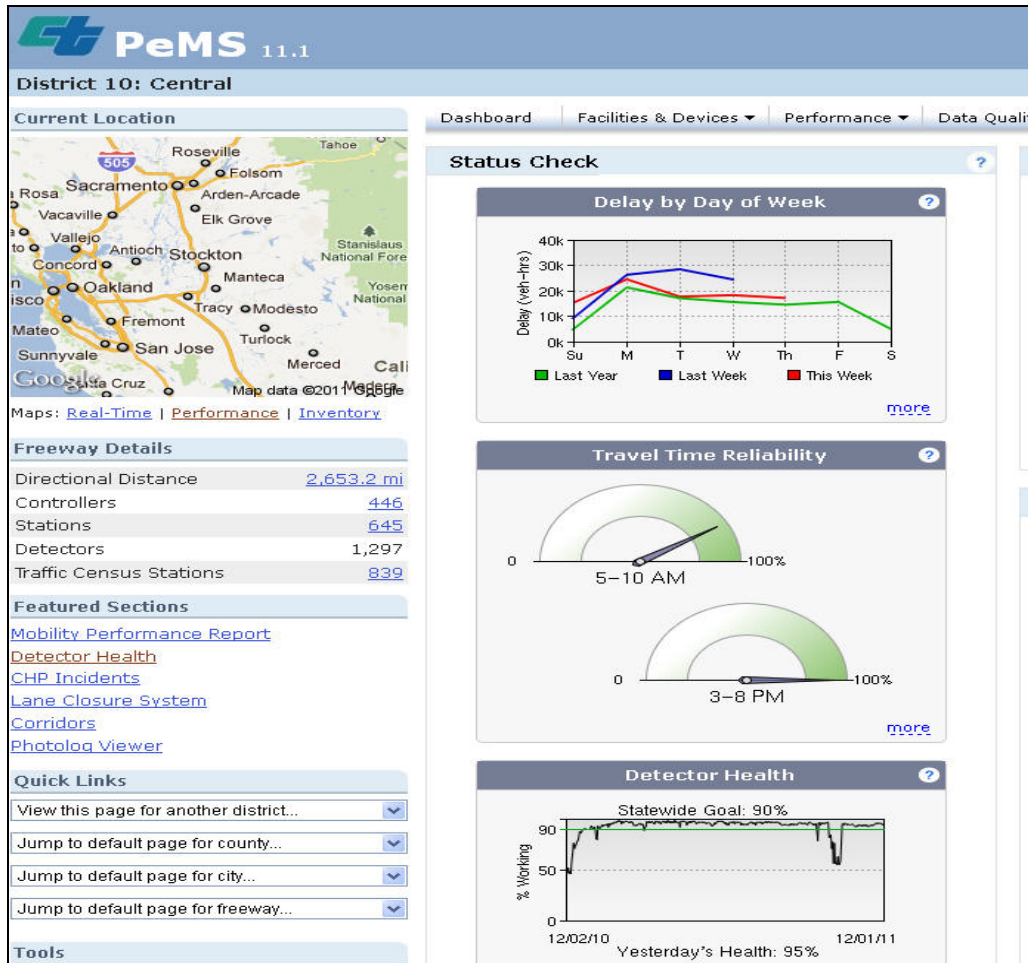 PeMS 11.1
District 10: Central
Current Location
505
Roseville
Tahoe
Folsom
Sacramento
Rosa
Arden-Arcade
Vacaville
Elk Grove
Vallejo
Antioch
Stockton
Stanislaus
National Fore
Concord
Manteca
Oakland
Yosem
National
isco
Tracy
Modesto
Fremont
Mateo
Turlock
San Jose
Sunnyvale
Merced
Cali
Google
Cruz
Map data ©2011 Google
Maps: Real-Time | Performance | Inventory
Freeway Details
Directional Distance 2,653.2 mi
Controllers 446
Stations 645
Detectors 1,297
Traffic Census Stations 839
Featured Sections
Mobility Performance Report
Detector Health
CHP Incidents
Lane Closure System
Corridors
Photolog Viewer
Quick Links
View this page for another district...
Jump to default page for county...
Jump to default page for city...
Jump to default page for freeway...
Tools
Dashboard Facilities & Devices Performance Data Quali
Status Check ?
Delay by Day of Week ?
Delay (veh-hrs)
40k
30k
20k
10k
0k
Su M T W Th F S
Last Year Last Week This Week
more
Travel Time Reliability ?
0 100%
5-10 AM
0 100%
3-8 PM
more
Detector Health ?
Statewide Goal: 90%
% Working
90
50
0
12/02/10 12/01/11
Yesterday's Health: 95%